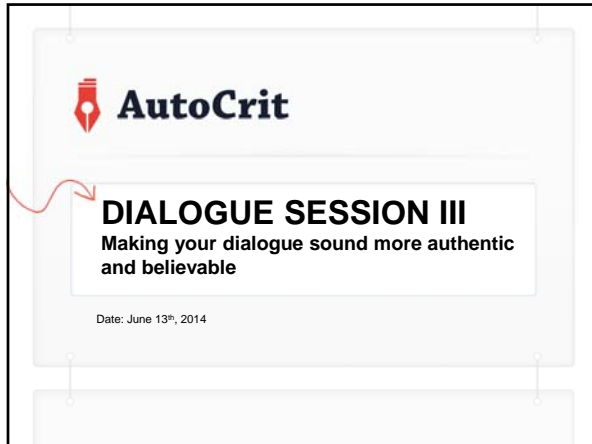 AutoCrit
DIALOGUE SESSION III
Making your dialogue sound more authentic
and believable
Date: June 13th, 2014